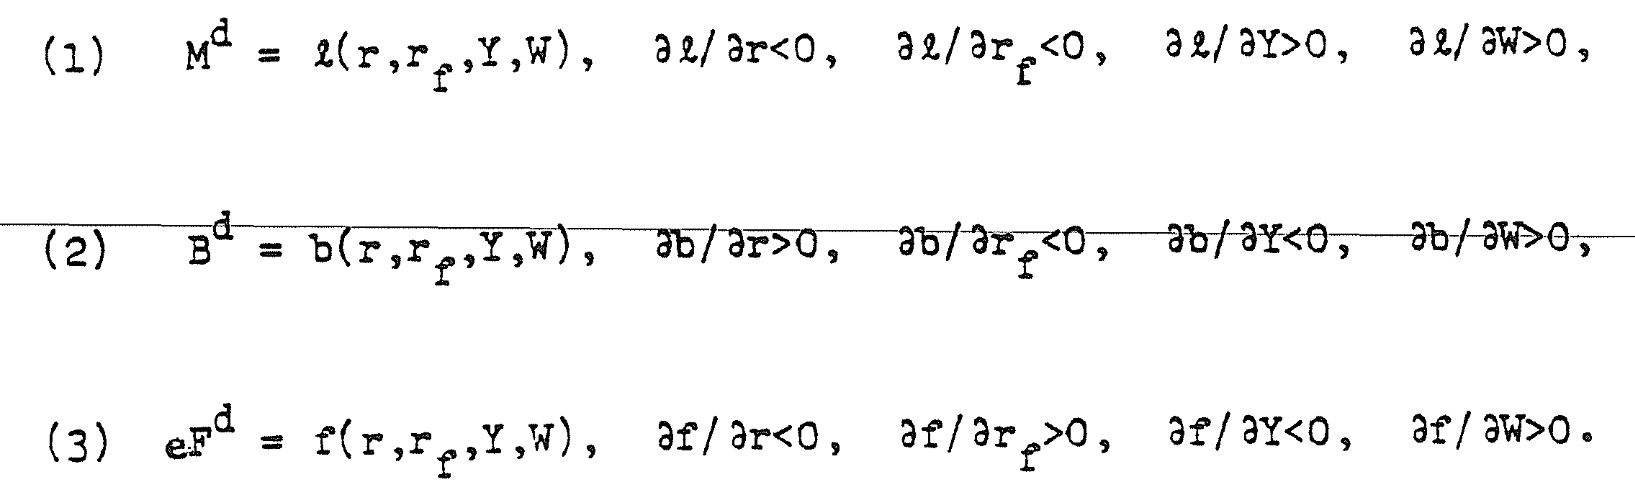 (1) M^d = ℓ(r,r_f,Y,W), ∂ℓ/∂r<0, ∂ℓ/∂r_f<0, ∂ℓ/∂Y>0, ∂ℓ/∂W>0,
(2) B^d = b(r,r_f,Y,W), ∂b/∂r>0, ∂b/∂r_f<0, ∂b/∂Y<0, ∂b/∂W>0,
(3) eF^d = f(r,r_f,Y,W), ∂f/∂r<0, ∂f/∂r_f>0, ∂f/∂Y<0, ∂f/∂W>0.